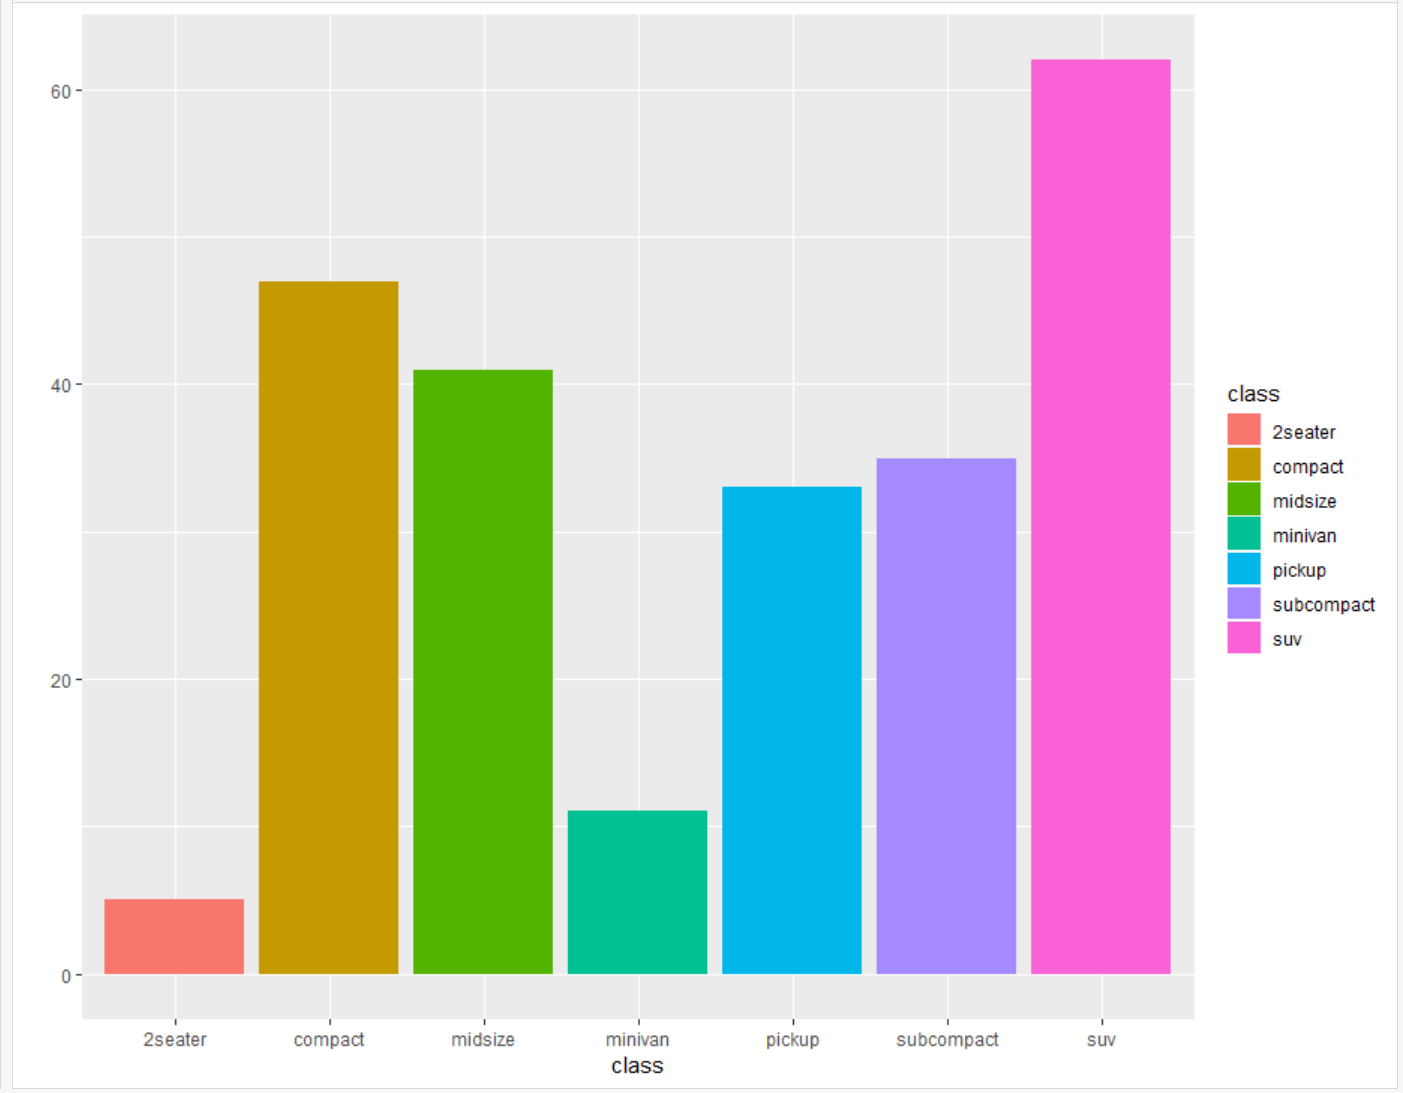 60
40
20
0
2seater compact midsize minivan pickup subcompact suv
class
class
2seater
compact
midsize
minivan
pickup
subcompact
suv